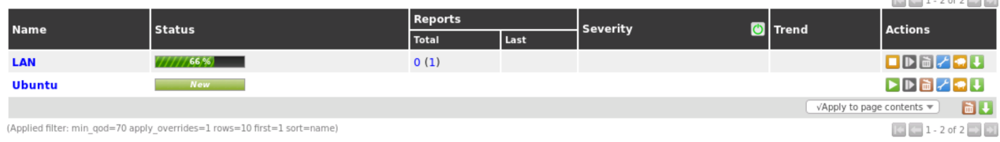 1 - 2 of 2
Name Status Reports Severity Trend Actions
Total Last
LAN 66 % 0 (1)
Ubuntu New
√Apply to page contents
(Applied filter: min_qod=70 apply_overrides=1 rows=10 first=1 sort=name)
1 - 2 of 2